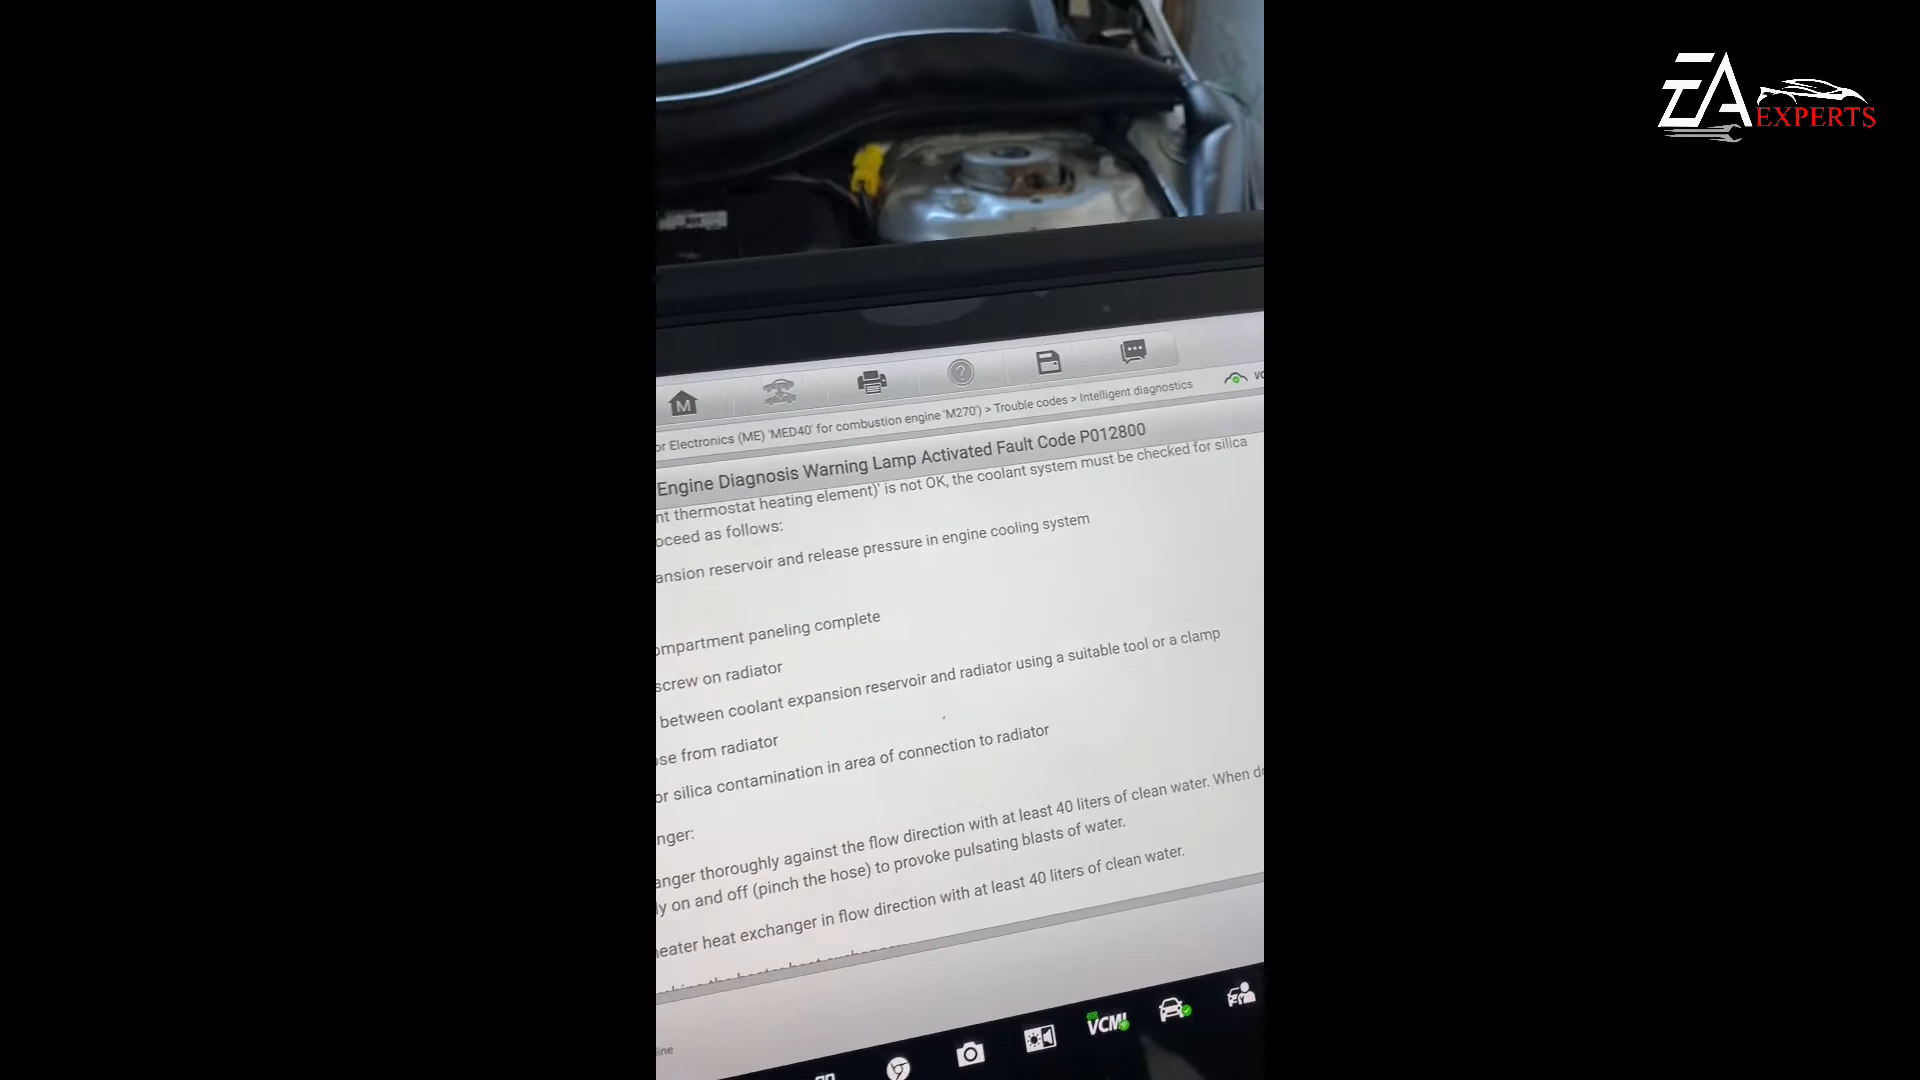 EA
EXPERTS
M
or Electronics (ME) 'MED40' for combustion engine 'M270') > Trouble codes > Intelligent diagnostics
Engine Diagnosis Warning Lamp Activated Fault Code P012800
nt thermostat heating element)' is not OK, the coolant system must be checked for silica
oceed as follows:
ansion reservoir and release pressure in engine cooling system
ompartment paneling complete
screw on radiator
between coolant expansion reservoir and radiator using a suitable tool or a clamp
se from radiator
or silica contamination in area of connection to radiator
nger:
anger thoroughly against the flow direction with at least 40 liters of clean water. When d
ly on and off (pinch the hose) to provoke pulsating blasts of water.
eater heat exchanger in flow direction with at least 40 liters of clean water.
ine
VCMI